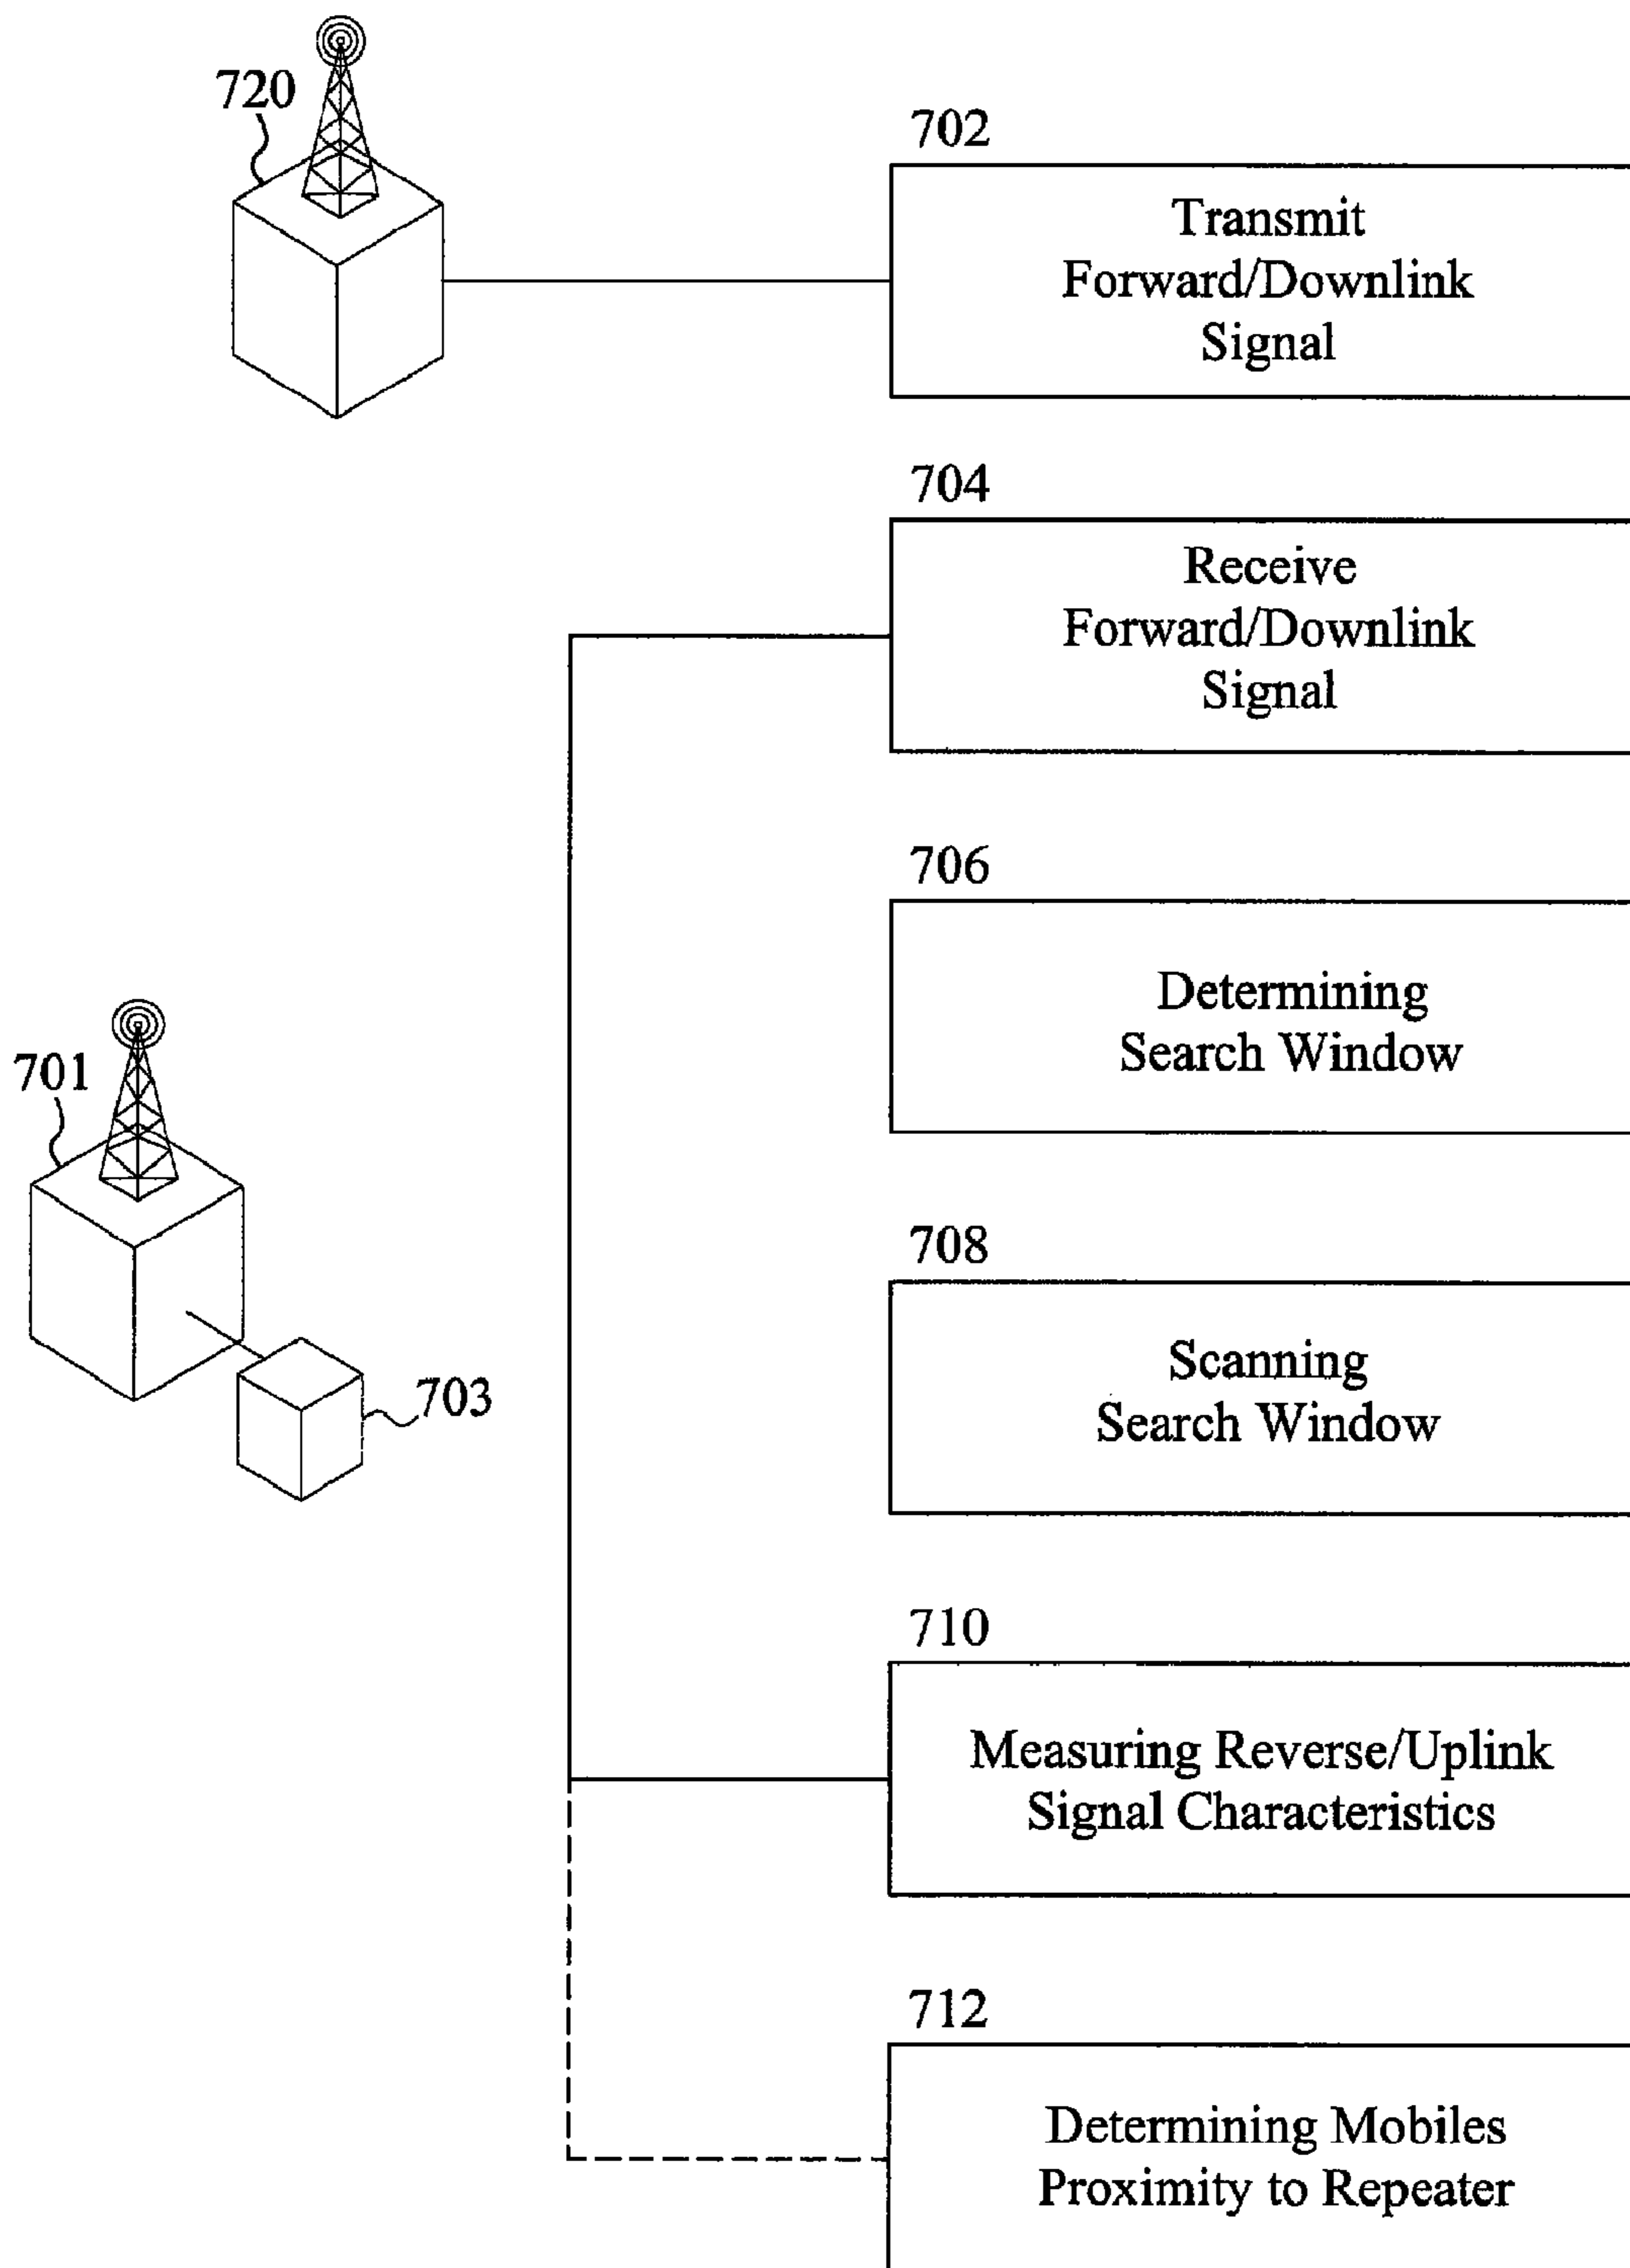 720
702
Transmit
Forward/Downlink
Signal
704
Receive
Forward/Downlink
Signal
706
Determining
Search Window
701
708
Scanning
Search Window
703
710
Measuring Reverse/Uplink
Signal Characteristics
712
Determining Mobiles
Proximity to Repeater